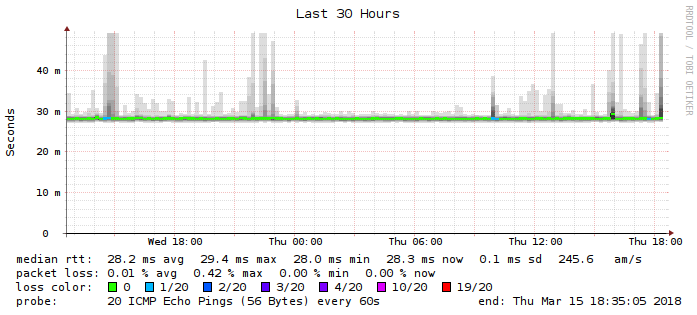 Last 30 Hours
RRDTOOL / TOBI OETIKER
Seconds
40 m
30 m
20 m
10 m
0
Wed 18:00 Thu 00:00 Thu 06:00 Thu 12:00 Thu 18:00
median rtt: 28.2 ms avg 29.4 ms max 28.0 ms min 28.3 ms now 0.1 ms sd 245.6 am/s
packet loss: 0.01 % avg 0.42 % max 0.00 % min 0.00 % now
loss color: 0 1/20 2/20 3/20 4/20 10/20 19/20
probe: 20 ICMP Echo Pings (56 Bytes) every 60s end: Thu Mar 15 18:35:05 2018